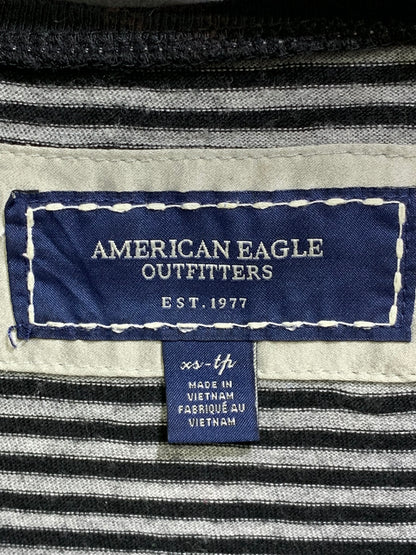 AMERICAN EAGLE
OUTFITTERS
EST. 1977
xs-tp
MADE IN
VIETNAM
FABRIQUÉ AU
VIETNAM